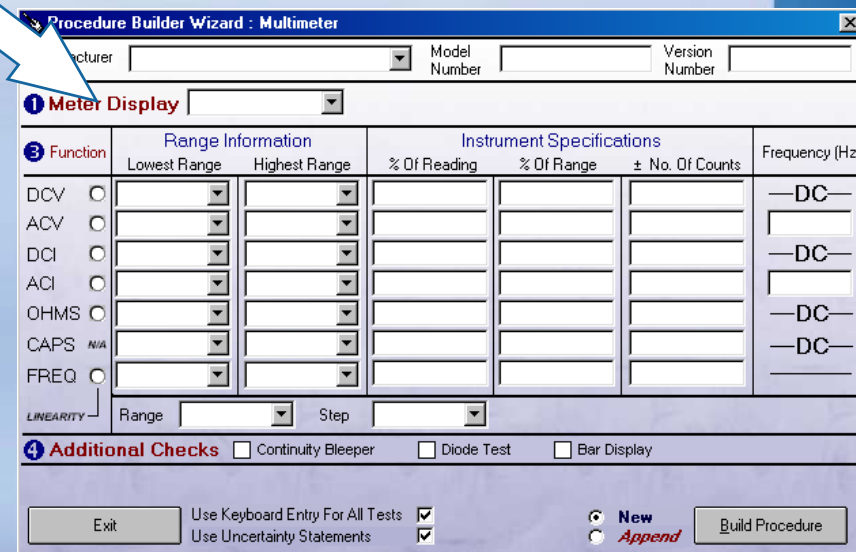 Procedure Builder Wizard : Multimeter
Model Number
Version Number
1 Meter Display
3 Function
Range Information
Instrument Specifications
Frequency (Hz
Lowest Range Highest Range % Of Reading % Of Range ± No. Of Counts
DCV —DC—
ACV
DCI —DC—
ACI
OHMS —DC—
CAPS N/A —DC—
FREQ
LINEARITY Range Step
4 Additional Checks Continuity Bleeper Diode Test Bar Display
Exit
Use Keyboard Entry For All Tests
Use Uncertainty Statements
New
Append
Build Procedure